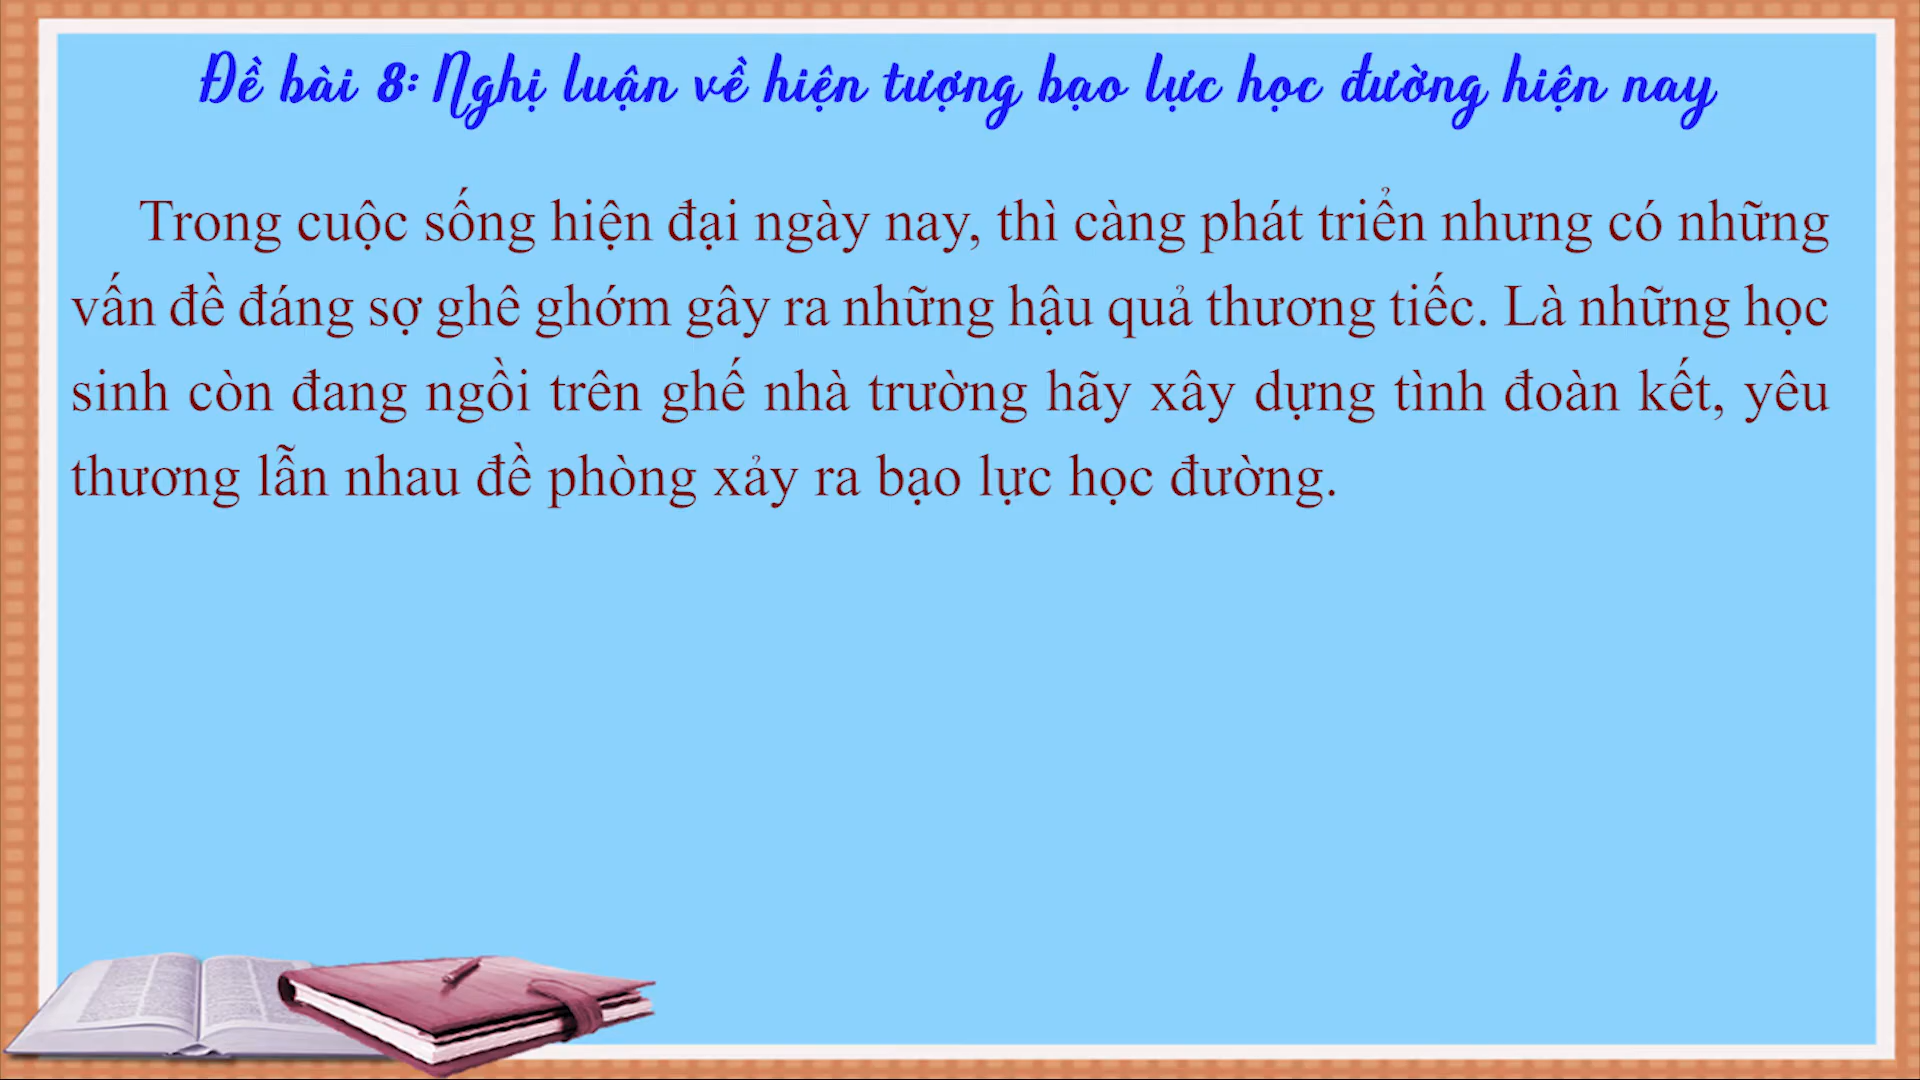 Đề bài 8: Nghị luận về hiện tượng bạo lực học đường hiện nay
Trong cuộc sống hiện đại ngày nay, thì càng phát triển nhưng có những
vấn đề đáng sợ ghê ghớm gây ra những hậu quả thương tiếc. Là những học
sinh còn đang ngồi trên ghế nhà trường hãy xây dựng tình đoàn kết, yêu
thương lẫn nhau đề phòng xảy ra bạo lực học đường.